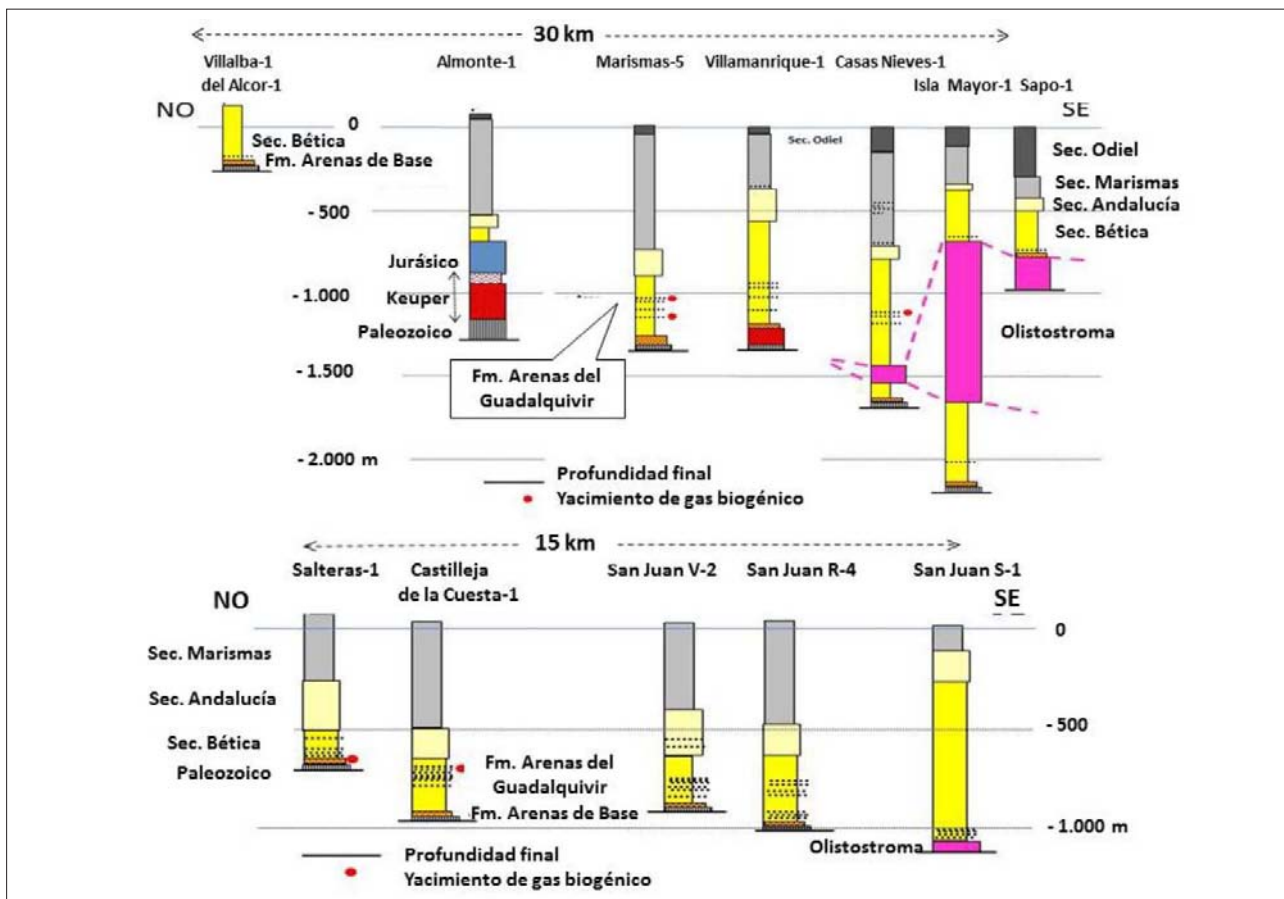 30 km
Villalba-1
del Alcor-1
Almonte-1
Marismas-5
Villamanrique-1
Casas Nieves-1
Isla Mayor-1
Sapo-1
NO
SE
0
Sec. Bética
Fm. Arenas de Base
Sec. Odiel
Sec. Odiel
Sec. Marismas
Sec. Andalucía
Sec. Bética
- 500
Jurásico
Keuper
- 1.000
Paleozoico
Olistostroma
Fm. Arenas del
Guadalquivir
- 1.500
- 2.000 m
Profundidad final
Yacimiento de gas biogénico
15 km
Salteras-1
Castilleja
de la Cuesta-1
San Juan V-2
San Juan R-4
San Juan S-1
NO
SE
0
Sec. Marismas
Sec. Andalucía
- 500
Sec. Bética
Paleozoico
Fm. Arenas del
Guadalquivir
Fm. Arenas de Base
- 1.000 m
Olistostroma
Profundidad final
Yacimiento de gas biogénico